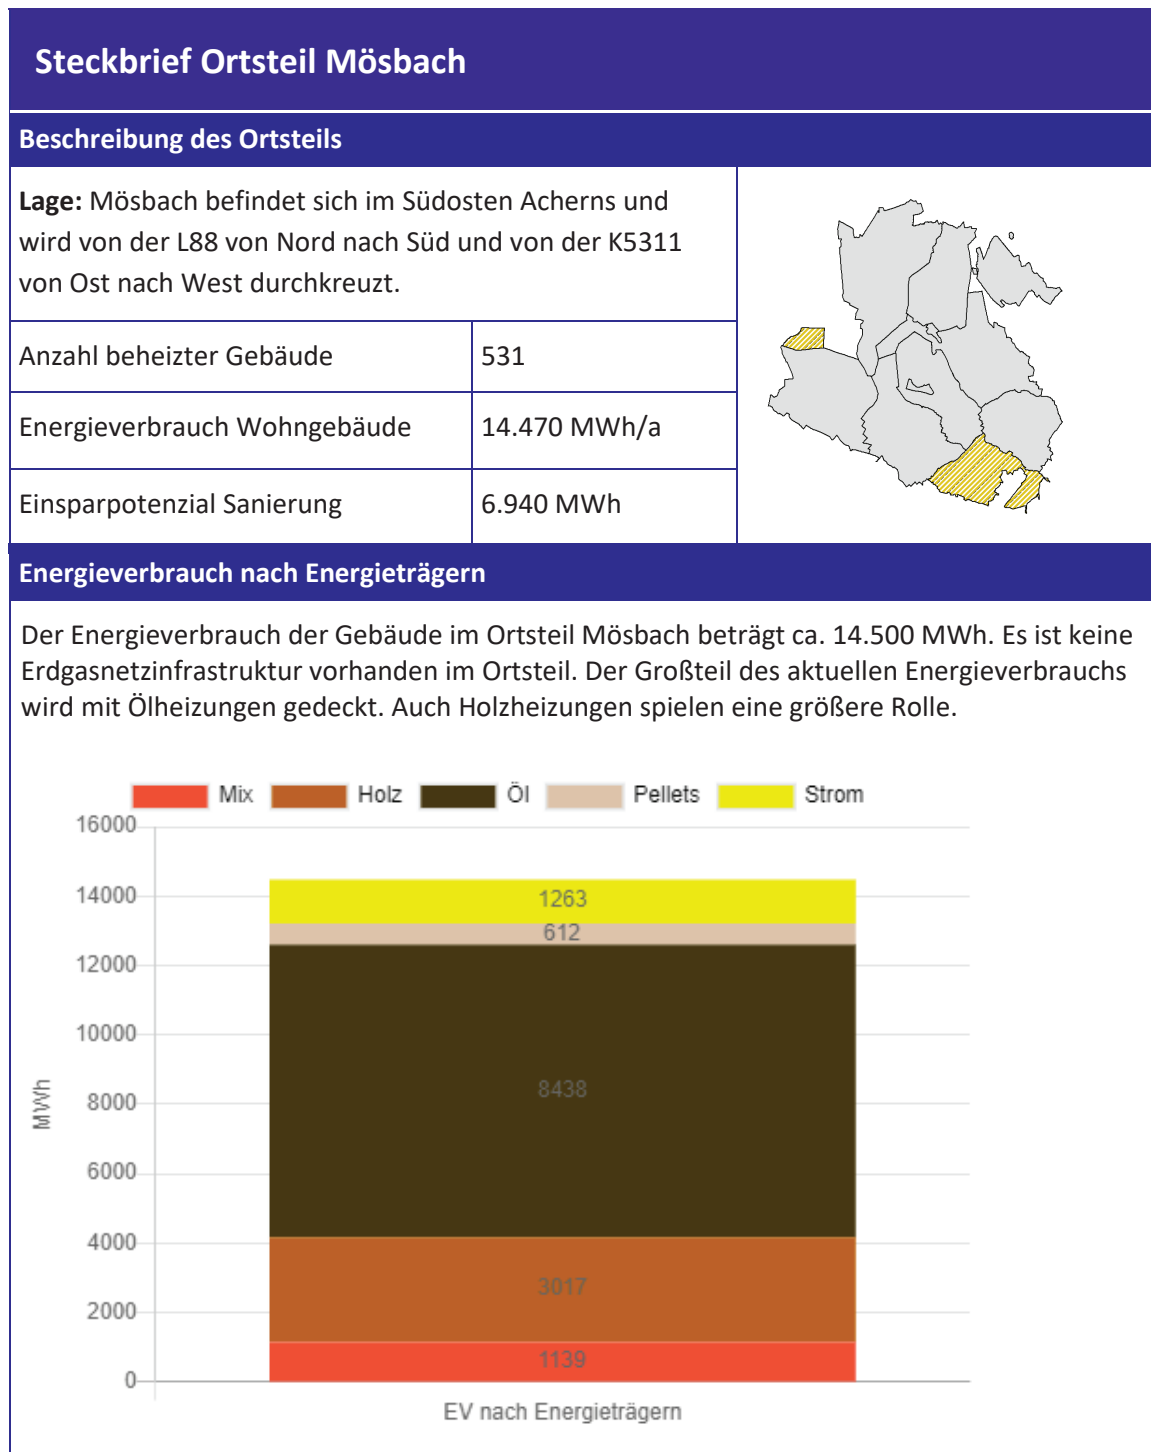 Steckbrief Ortsteil Mösbach
Beschreibung des Ortsteils
Lage: Mösbach befindet sich im Südosten Acherns und
wird von der L88 von Nord nach Süd und von der K5311
von Ost nach West durchkreuzt.
Anzahl beheizter Gebäude 531
Energieverbrauch Wohngebäude 14.470 MWh/a
Einsparpotenzial Sanierung 6.940 MWh
Energieverbrauch nach Energieträgern
Der Energieverbrauch der Gebäude im Ortsteil Mösbach beträgt ca. 14.500 MWh. Es ist keine
Erdgasnetzinfrastruktur vorhanden im Ortsteil. Der Großteil des aktuellen Energieverbrauchs
wird mit Ölheizungen gedeckt. Auch Holzheizungen spielen eine größere Rolle.
Mix Holz Öl Pellets Strom
16000
14000
12000
10000
8000
6000
4000
2000
0
MWh
1263
612
8438
3017
1139
EV nach Energieträgern